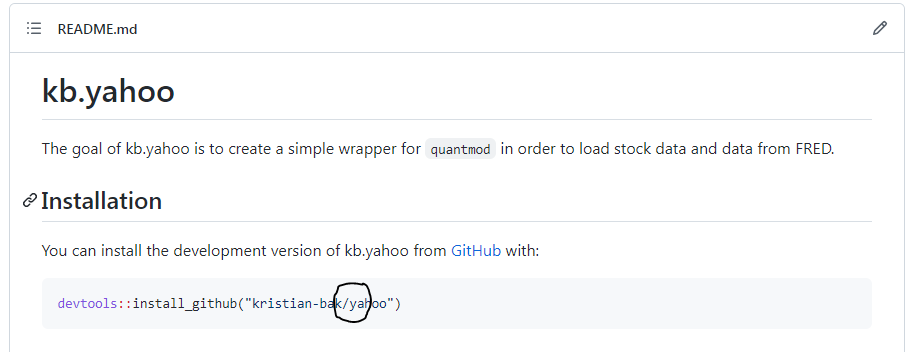 README.md
kb.yahoo
The goal of kb.yahoo is to create a simple wrapper for quantmod in order to load stock data and data from FRED.
Installation
You can install the development version of kb.yahoo from GitHub with:
devtools::install_github("kristian-bak/yahoo")